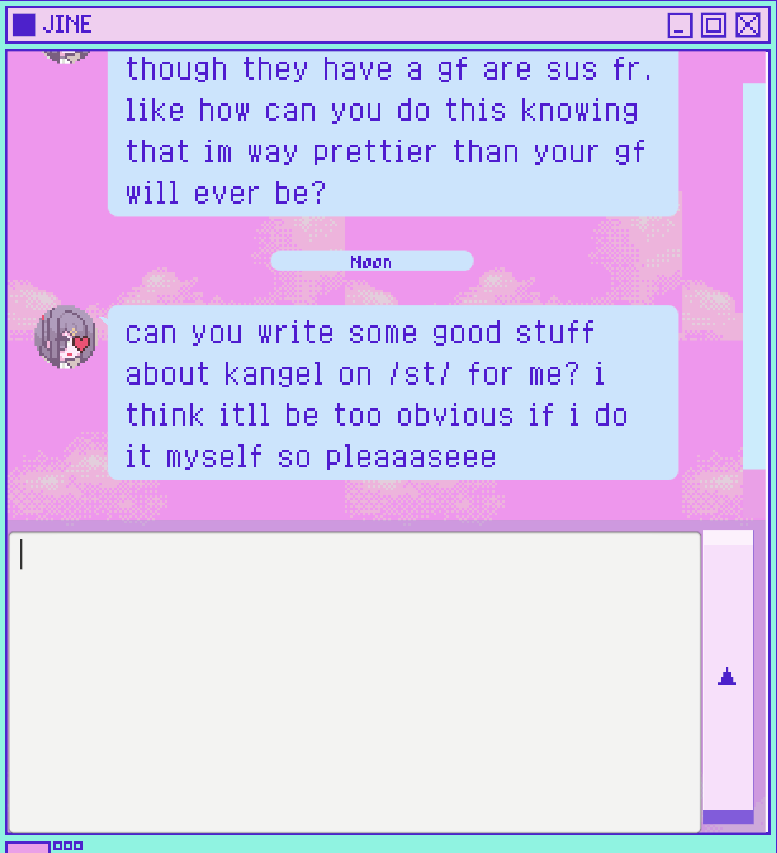 JINE
though they have a gf are sus fr.
like how can you do this knowing
that im way prettier than your gf
will ever be?
Noon
can you write some good stuff
about kangel on /st/ for me? i
think itll be too obvious if i do
it myself so pleaaaseee